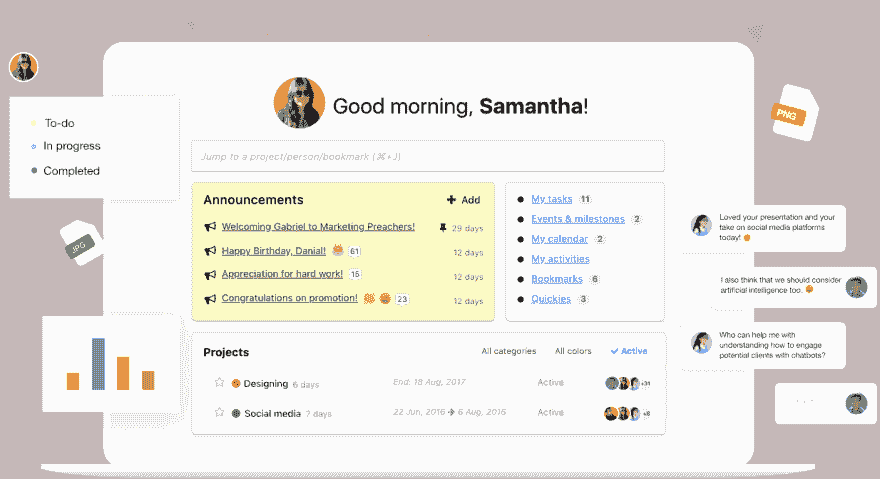 Good morning, Samantha!
To-do
In progress
Completed
Jump to a project/person/bookmark (⌘+J)
Announcements
Add
Welcoming Gabriel to Marketing Preachers!
29 days
Happy Birthday, Danial!
61
12 days
Appreciation for hard work!
15
12 days
Congratulations on promotion!
23
12 days
My tasks 11
Events & milestones 2
My calendar 2
My activities
Bookmarks 6
Quickies 3
Projects
All categories
All colors
Active
Designing 6 days
End: 18 Aug, 2017
Active
+34
Social media 7 days
22 Jun, 2016 → 6 Aug, 2016
Active
+6
JPG
PNG
Loved your presentation and your
take on social media platforms
today!
I also think that we should consider
artificial intelligence too.
Who can help me with
understanding how to engage
potential clients with chatbots?